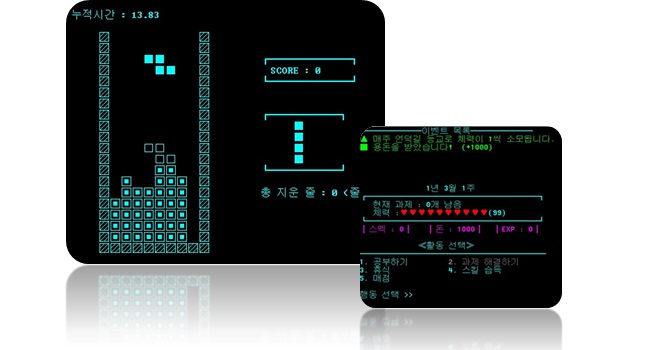 누적시간 : 13.83
SCORE : 0
총 지운 줄 : 0 <줄
이벤트 목록
▲ 매주 언덕길 등교로 체력이 1씩 소모됩니다.
■ 용돈을 받았습니다! (+1000)
1년 3월 1주
현재 과제 : 0개 남음
체력 :♥♥♥♥♥♥♥♥♥♥(99)
| 스펙 : 0 | | 돈 : 1000 | | EXP : 0 |
<활동 선택>
1. 공부하기 2. 과제 해결하기
3. 휴식 4. 스킬 습득
5. 매점
행동 선택 >>